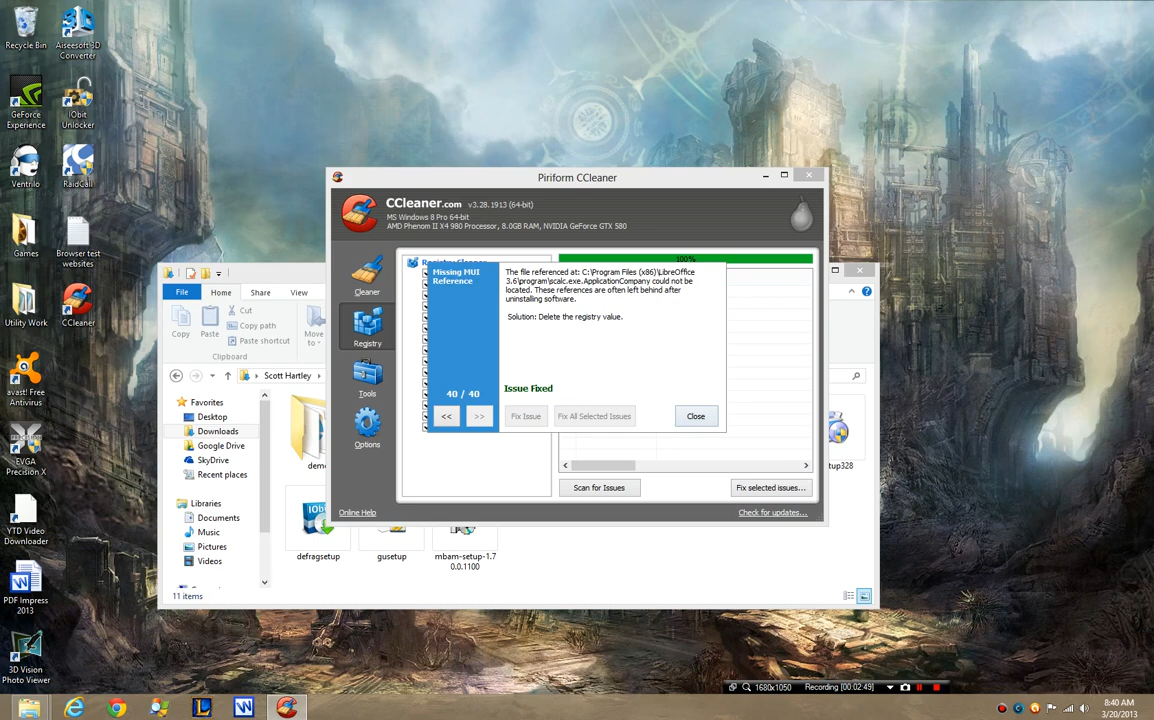 Recycle Bin
Aiseesoft 3D
Converter
GeForce
Experience
IObit
Unlocker
Ventrilo
RaidCall
Games
Browser test
websites
Utility Work
CCleaner
avast! Free
Antivirus
EVGA
Precision X
YTD Video
Downloader
PDF Impress
2013
3D Vision
Photo Viewer
Piriform CCleaner
CCleaner.com v3.28.1913 (64-bit)
MS Windows 8 Pro 64-bit
AMD Phenom II X4 980 Processor, 8.0GB RAM, NVIDIA GeForce GTX 580
Cleaner
Registry
Tools
Options
Registry Cleaner
100%
Missing MUI
Reference
The file referenced at: C:\Program Files (x86)\LibreOffice
3.6\program\scalc.exe.ApplicationCompany could not be
located. These references are often left behind after
uninstalling software.
Solution: Delete the registry value.
Issue Fixed
40 / 40
<<
>>
Fix Issue
Fix All Selected Issues
Close
Scan for Issues
Fix selected issues...
Online Help
Check for updates...
File
Home
Share
View
Copy
Paste
Cut
Copy path
Paste shortcut
Move
to
Clipboard
Scott Hartley
Favorites
Desktop
Downloads
Google Drive
SkyDrive
Recent places
Libraries
Documents
Music
Pictures
Videos
dem
tup328
defragsetup
gusetup
mbam-setup-1.7
0.0.1100
11 items
1680x1050
Recording [00:02:49]
8:40 AM
3/20/2013